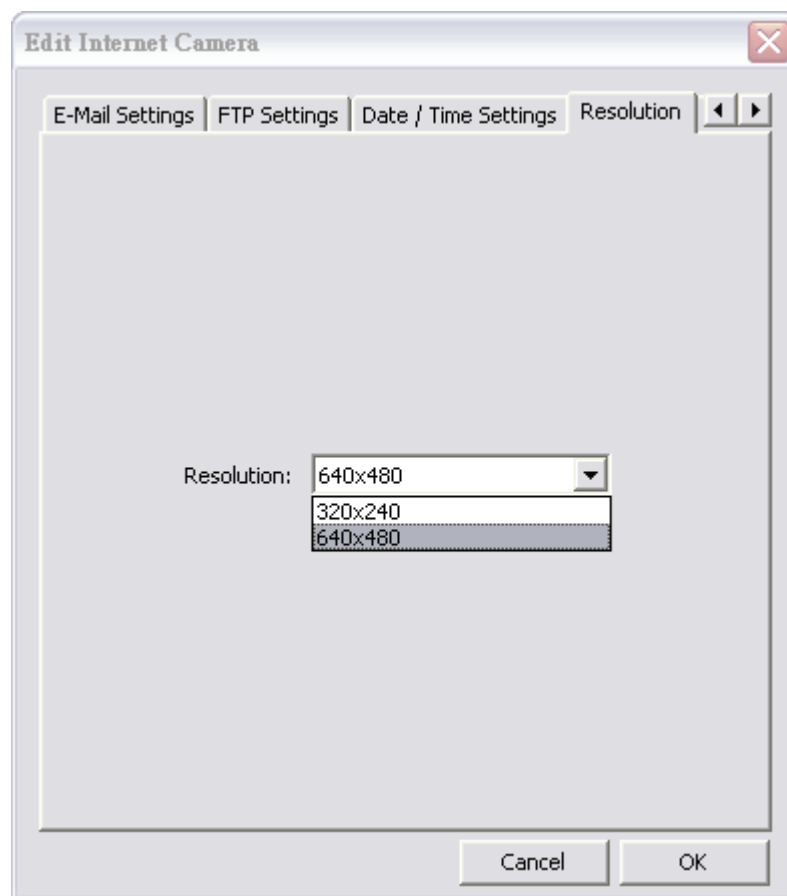 Edit Internet Camera
E-Mail Settings
FTP Settings
Date / Time Settings
Resolution
Resolution:
640x480
320x240
640x480
Cancel
OK